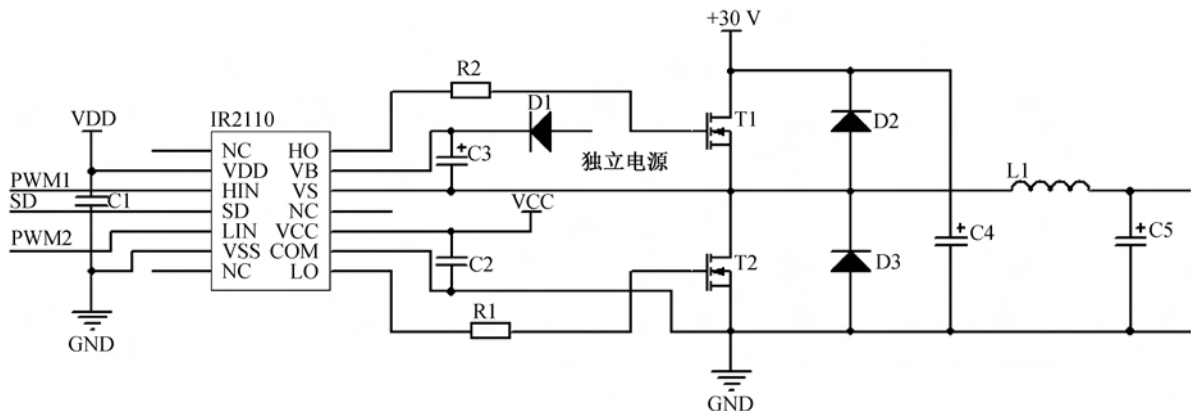 +30 V
R2
D1
VDD
IR2110
T1
D2
NC HO
C3
独立电源
VDD VB
L1
PWM1
HIN VS
C1
VCC
SD
SD NC
PWM2
LIN VCC
C4
C5
VSS COM
C2
T2
D3
NC LO
R1
GND
GND